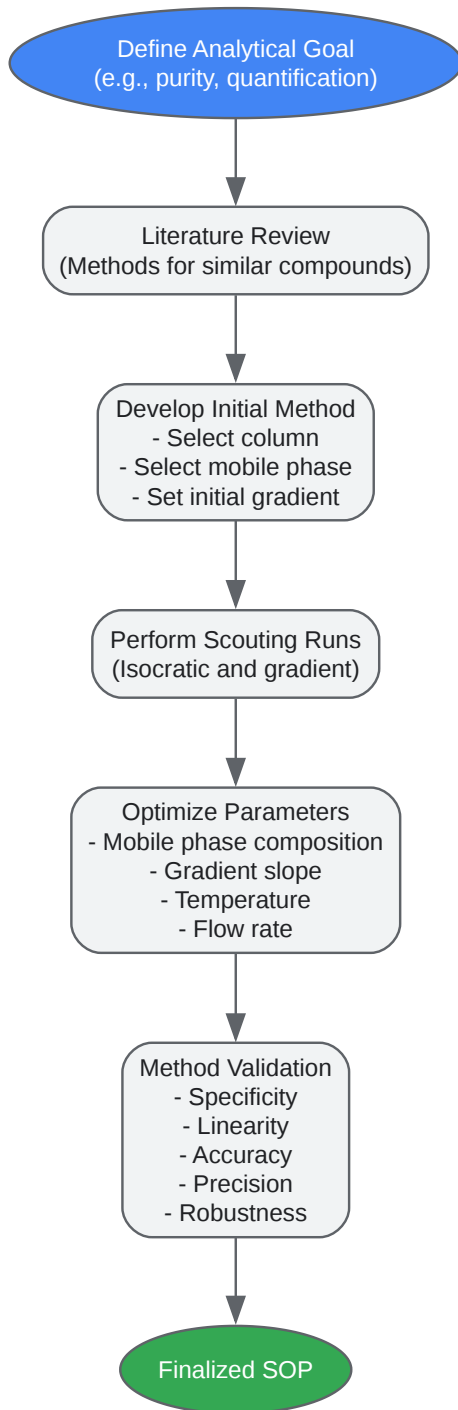 Define Analytical Goal
(e.g., purity, quantification)
Literature Review
(Methods for similar compounds)
Develop Initial Method
- Select column
- Select mobile phase
- Set initial gradient
Perform Scouting Runs
(Isocratic and gradient)
Optimize Parameters
- Mobile phase composition
- Gradient slope
- Temperature
- Flow rate
Method Validation
- Specificity
- Linearity
- Accuracy
- Precision
- Robustness
Finalized SOP